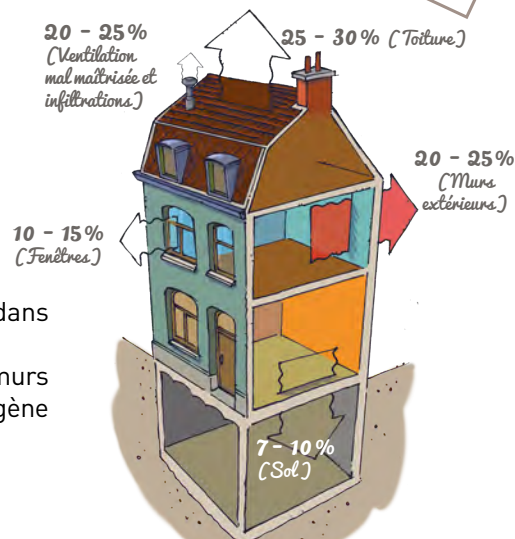 20 - 25%
(Ventilation
mal maîtrisée et
infiltrations)
25 - 30% (Toiture)
20 - 25%
(Murs
extérieurs)
10 - 15%
(Fenêtres)
dans
murs
gène
7 - 10%
(Sol)